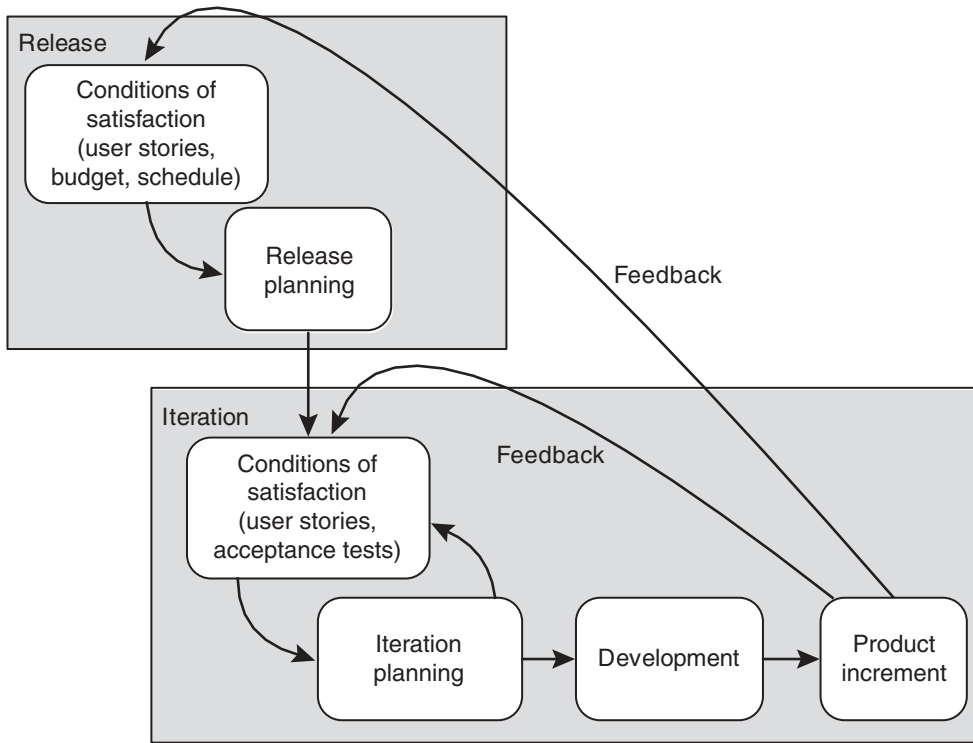 Release
Conditions of
satisfaction
(user stories,
budget, schedule)
Release
planning
Feedback
Iteration
Conditions of
satisfaction
(user stories,
acceptance tests)
Feedback
Iteration
planning
Development
Product
increment